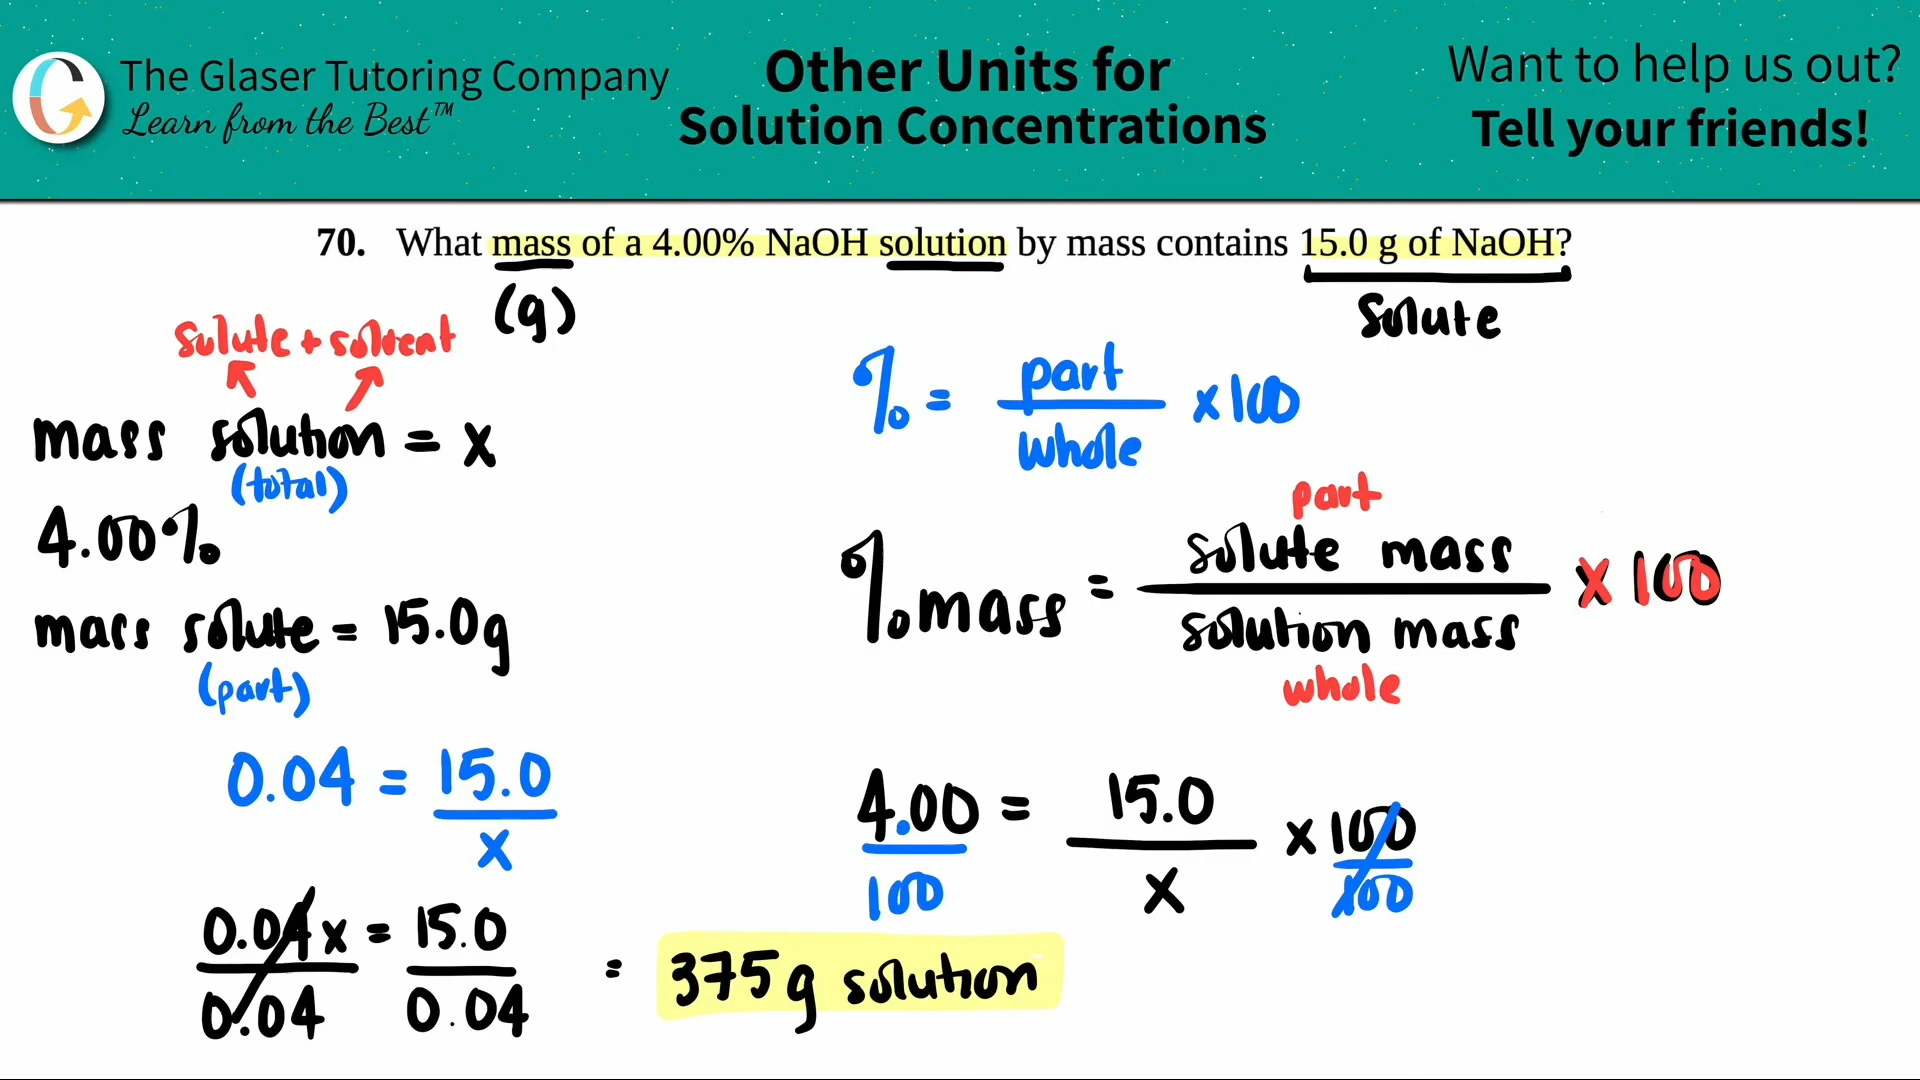 The Glaser Tutoring Company
Learn from the Best™
Other Units for
Solution Concentrations
Want to help us out?
Tell your friends!
70. What mass of a 4.00% NaOH solution by mass contains 15.0 g of NaOH?
(g)
Solute
solute + solvent
mass solution = x
(total)
4.00%
mass solute = 15.0g
(part)
% = part / whole x 100
part
% mass = solute mass / solution mass x 100
whole
4.00 / 100 = 15.0 / x x 100 / 100
0.04 = 15.0 / x
0.04x / 0.04 = 15.0 / 0.04 = 375g solution